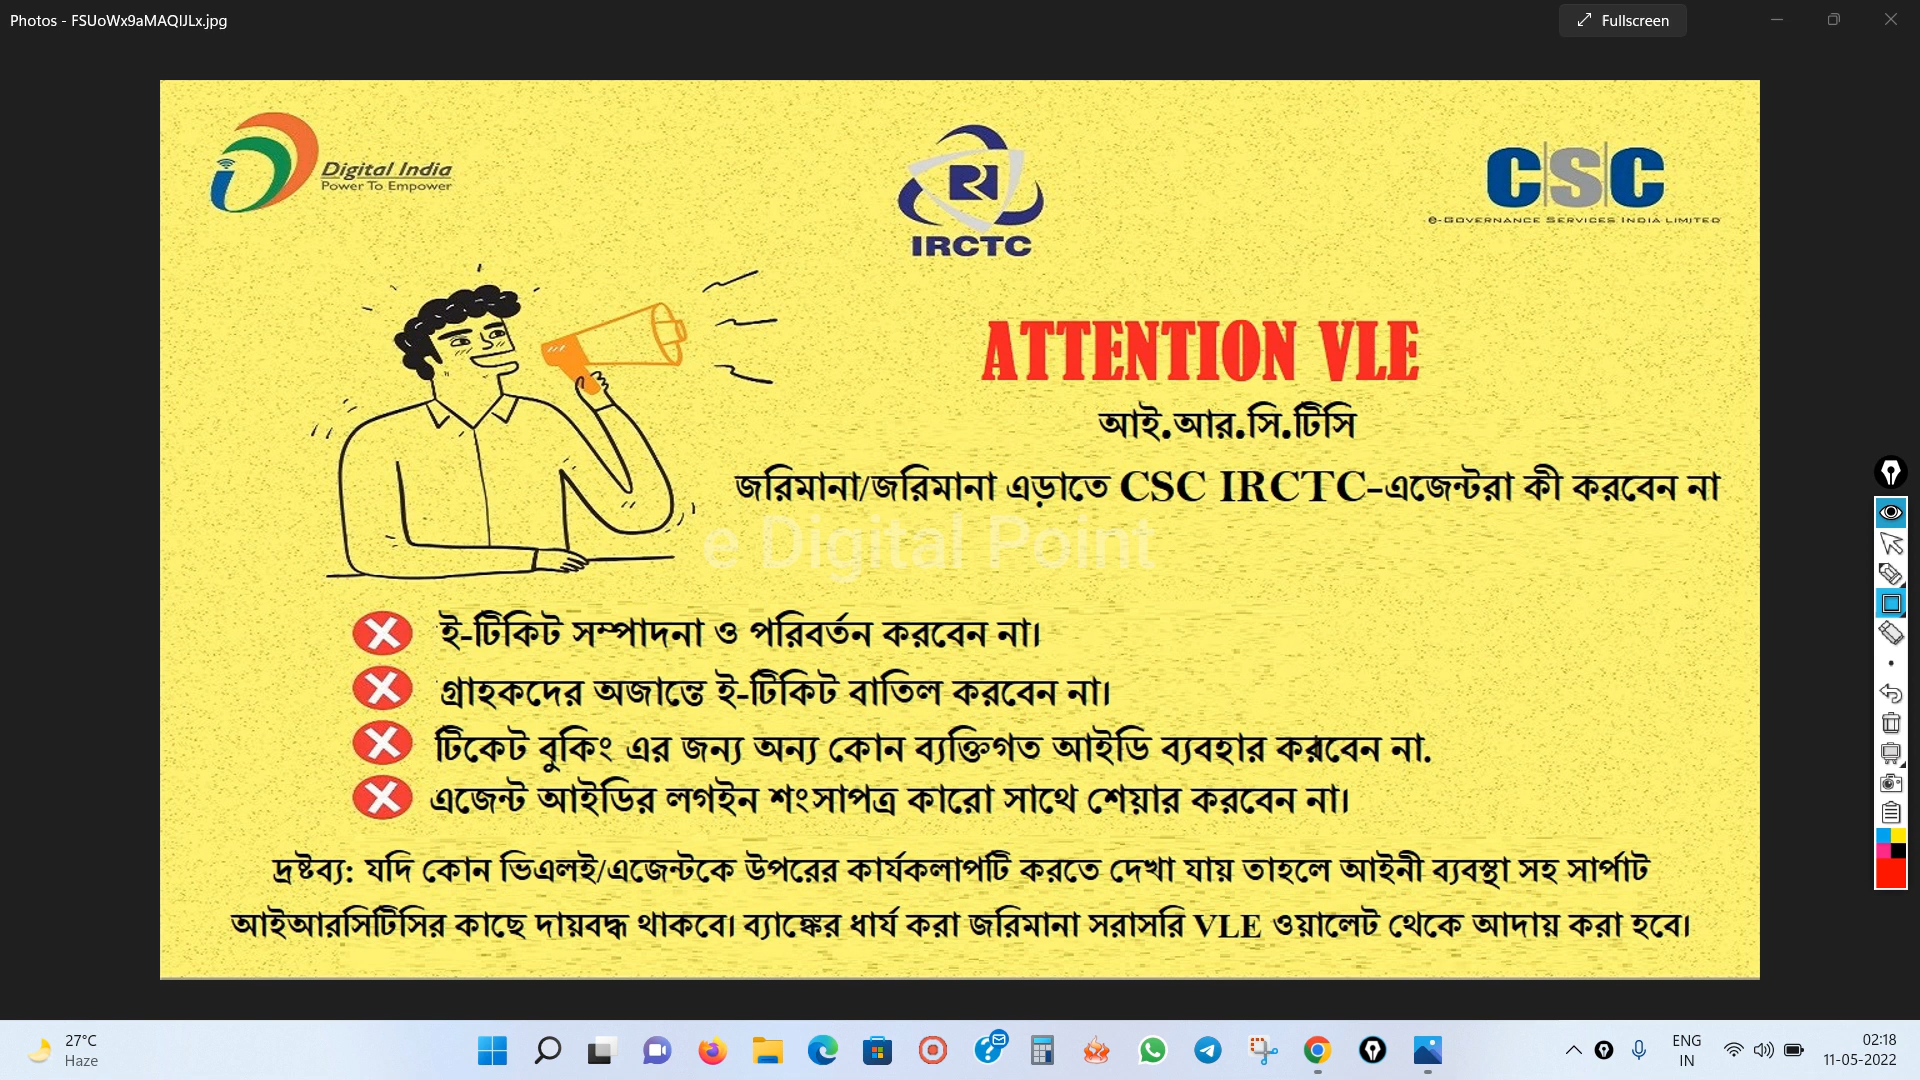 Photos - FSUoWx9aMAQIJLx.jpg
Fullscreen
Digital India
Power To Empower
IRCTC
CSC
e-Governance Services India Limited
ATTENTION VLE
আই.আর.সি.টিসি
জরিমানা/জরিমানা এড়াতে CSC IRCTC-এজেন্টরা কী করবেন না
e Digital Point
ই-টিকিট সম্পাদনা ও পরিবর্তন করবেন না।
গ্রাহকদের অজান্তে ই-টিকিট বাতিল করবেন না।
টিকেট বুকিং এর জন্য অন্য কোন ব্যক্তিগত আইডি ব্যবহার করবেন না.
এজেন্ট আইডির লগইন শংসাপত্র কারো সাথে শেয়ার করবেন না।
দ্রষ্টব্য: যদি কোন ভিএলই/এজেন্টকে উপরের কার্যকলাপটি করতে দেখা যায় তাহলে আইনী ব্যবস্থা সহ সার্পাট
আইআরসিটিসির কাছে দায়বদ্ধ থাকবে। ব্যাঙ্কের ধার্য করা জরিমানা সরাসরি VLE ওয়ালেট থেকে আদায় করা হবে।
27°C
Haze
ENG
IN
02:18
11-05-2022